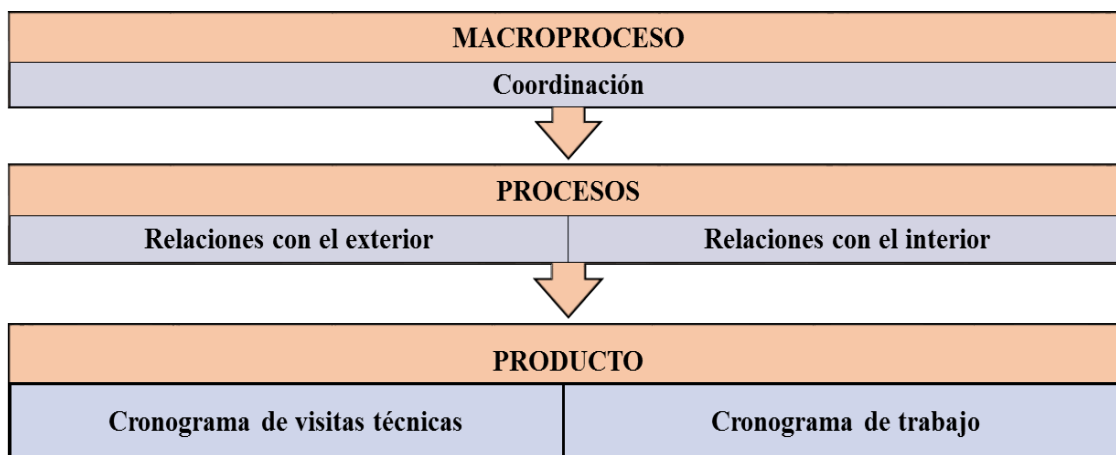 MACROPROCESO
Coordinación
PROCESOS
Relaciones con el exterior
Relaciones con el interior
PRODUCTO
Cronograma de visitas técnicas
Cronograma de trabajo